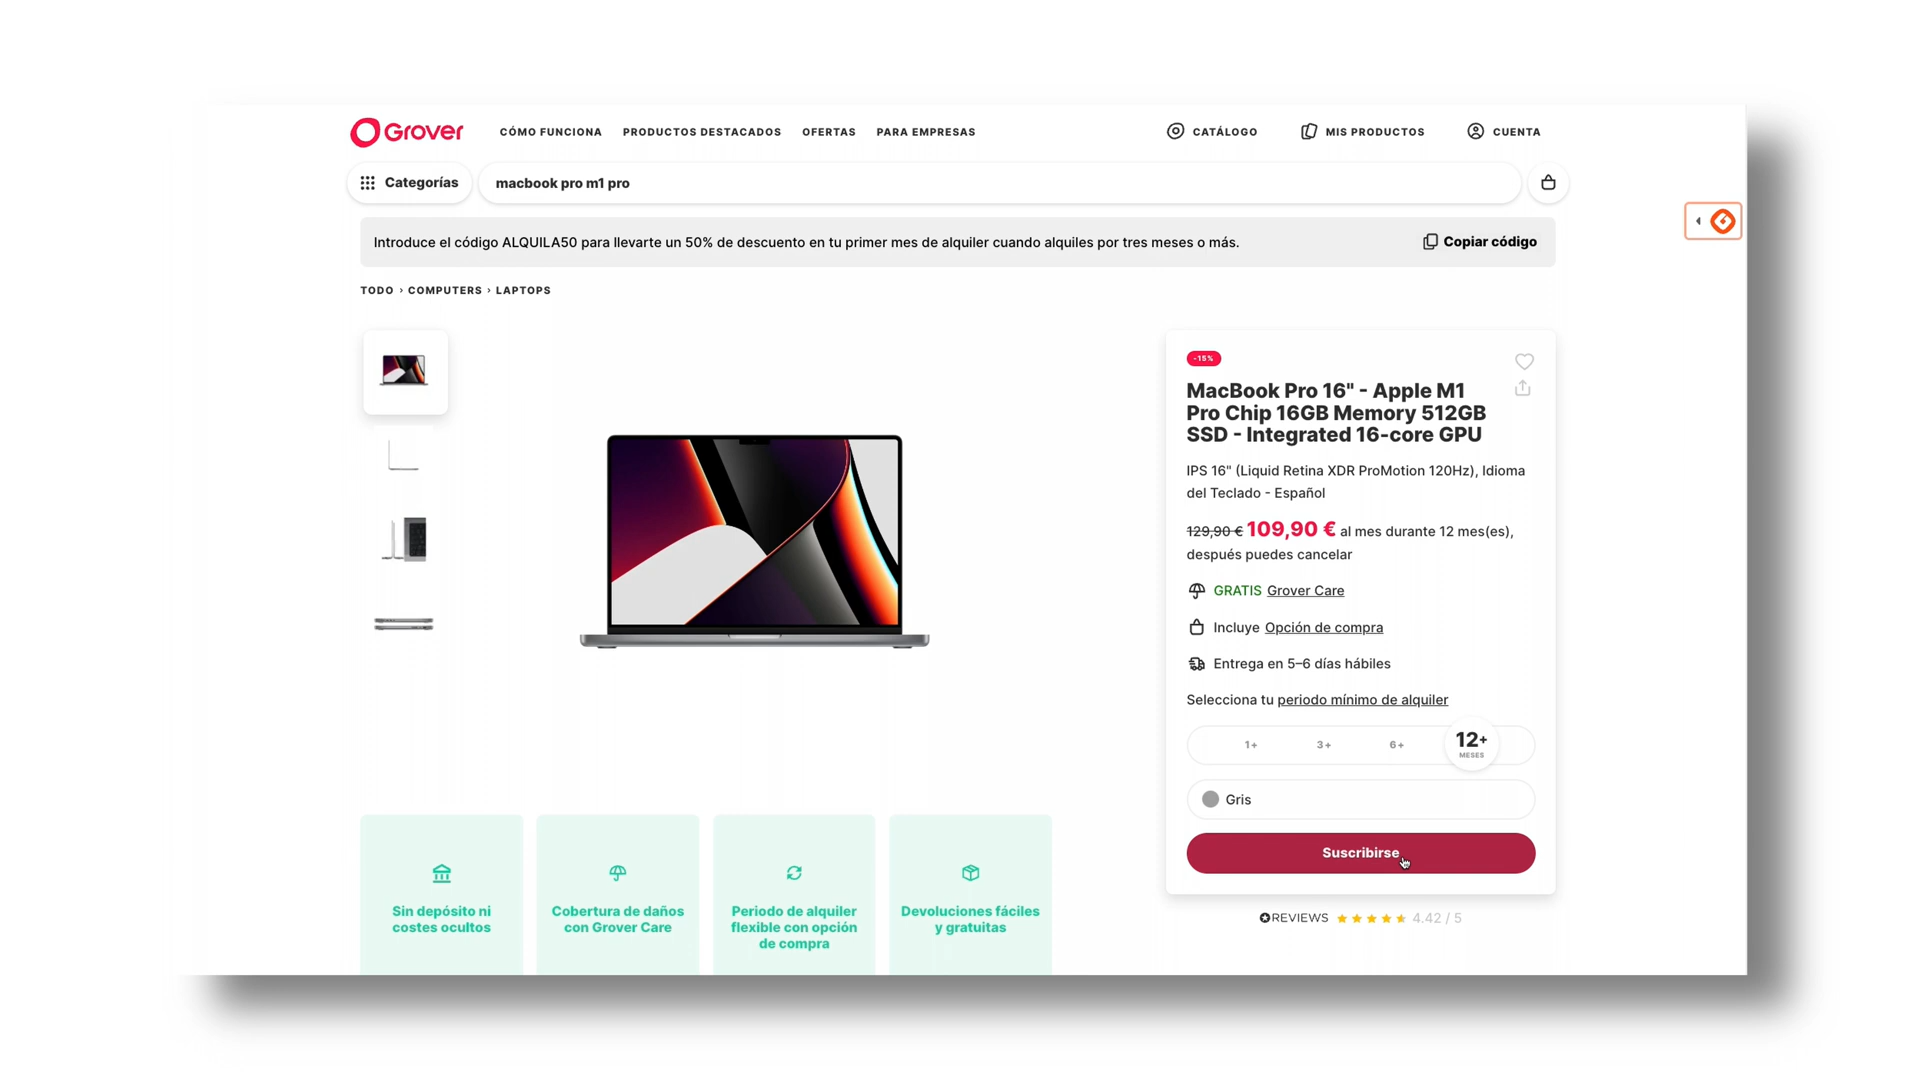 Grover
CÓMO FUNCIONA
PRODUCTOS DESTACADOS
OFERTAS
PARA EMPRESAS
CATÁLOGO
MIS PRODUCTOS
CUENTA
Categorías
macbook pro m1 pro
Introduce el código ALQUILA50 para llevarte un 50% de descuento en tu primer mes de alquiler cuando alquiles por tres meses o más.
Copiar código
TODO › COMPUTERS › LAPTOPS
-15%
MacBook Pro 16" - Apple M1
Pro Chip 16GB Memory 512GB
SSD - Integrated 16-core GPU
IPS 16" (Liquid Retina XDR ProMotion 120Hz), Idioma
del Teclado - Español
129,90 € 109,90 € al mes durante 12 mes(es),
después puedes cancelar
GRATIS Grover Care
Incluye Opción de compra
Entrega en 5–6 días hábiles
Selecciona tu periodo mínimo de alquiler
1+
3+
6+
12+
MESES
Gris
Suscribirse
REVIEWS 4.42 / 5
Sin depósito ni
costes ocultos
Cobertura de daños
con Grover Care
Periodo de alquiler
flexible con opción
de compra
Devoluciones fáciles
y gratuitas